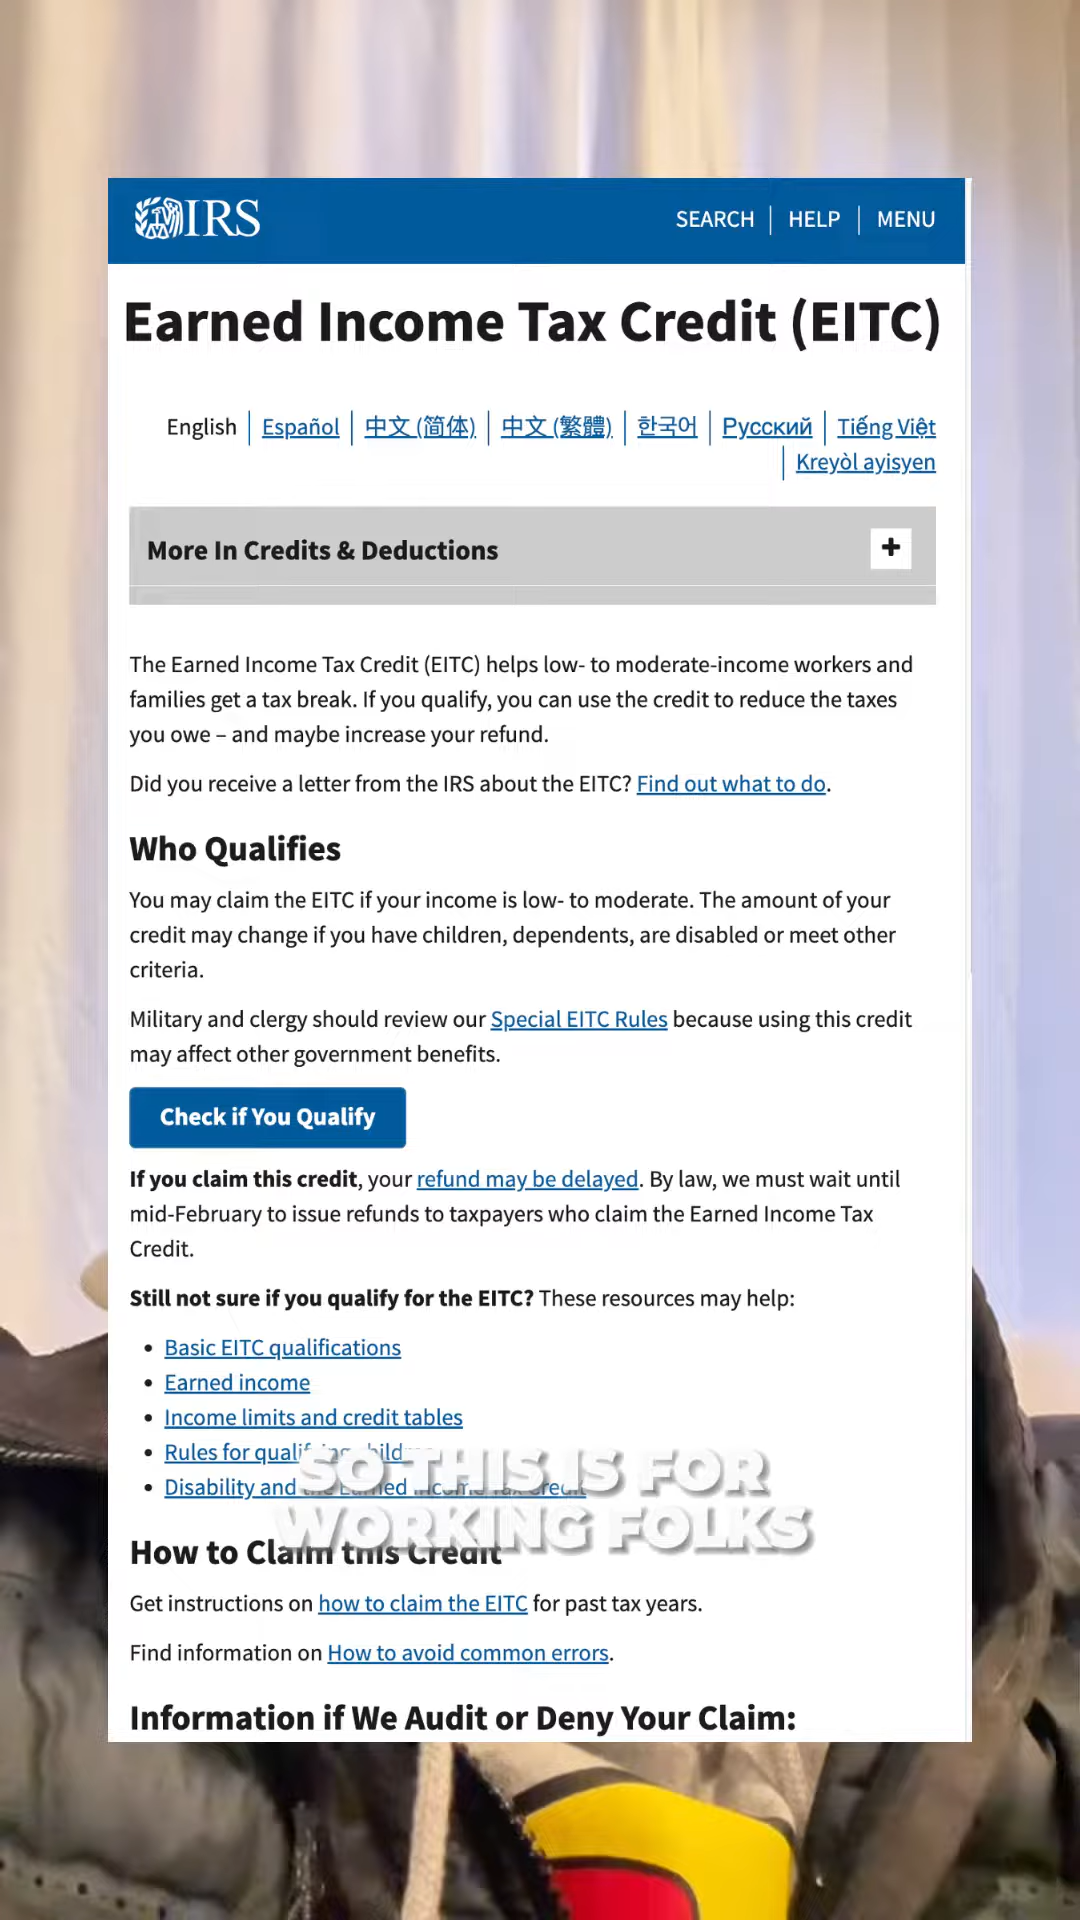 IRS
SEARCH | HELP | MENU
Earned Income Tax Credit (EITC)
English | Español | 中文 (简体) | 中文 (繁體) | 한국어 | Русский | Tiếng Việt
| Kreyòl ayisyen
More In Credits & Deductions +
The Earned Income Tax Credit (EITC) helps low- to moderate-income workers and
families get a tax break. If you qualify, you can use the credit to reduce the taxes
you owe – and maybe increase your refund.
Did you receive a letter from the IRS about the EITC? Find out what to do.
Who Qualifies
You may claim the EITC if your income is low- to moderate. The amount of your
credit may change if you have children, dependents, are disabled or meet other
criteria.
Military and clergy should review our Special EITC Rules because using this credit
may affect other government benefits.
Check if You Qualify
If you claim this credit, your refund may be delayed. By law, we must wait until
mid-February to issue refunds to taxpayers who claim the Earned Income Tax
Credit.
Still not sure if you qualify for the EITC? These resources may help:
• Basic EITC qualifications
• Earned income
• Income limits and credit tables
• Rules for qualifying children
• Disability and the Earned Income Tax Credit
SO THIS IS FOR
WORKING FOLKS
How to Claim this Credit
Get instructions on how to claim the EITC for past tax years.
Find information on How to avoid common errors.
Information if We Audit or Deny Your Claim: